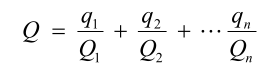 Q = q₁/Q₁ + q₂/Q₂ + ··· qₙ/Qₙ